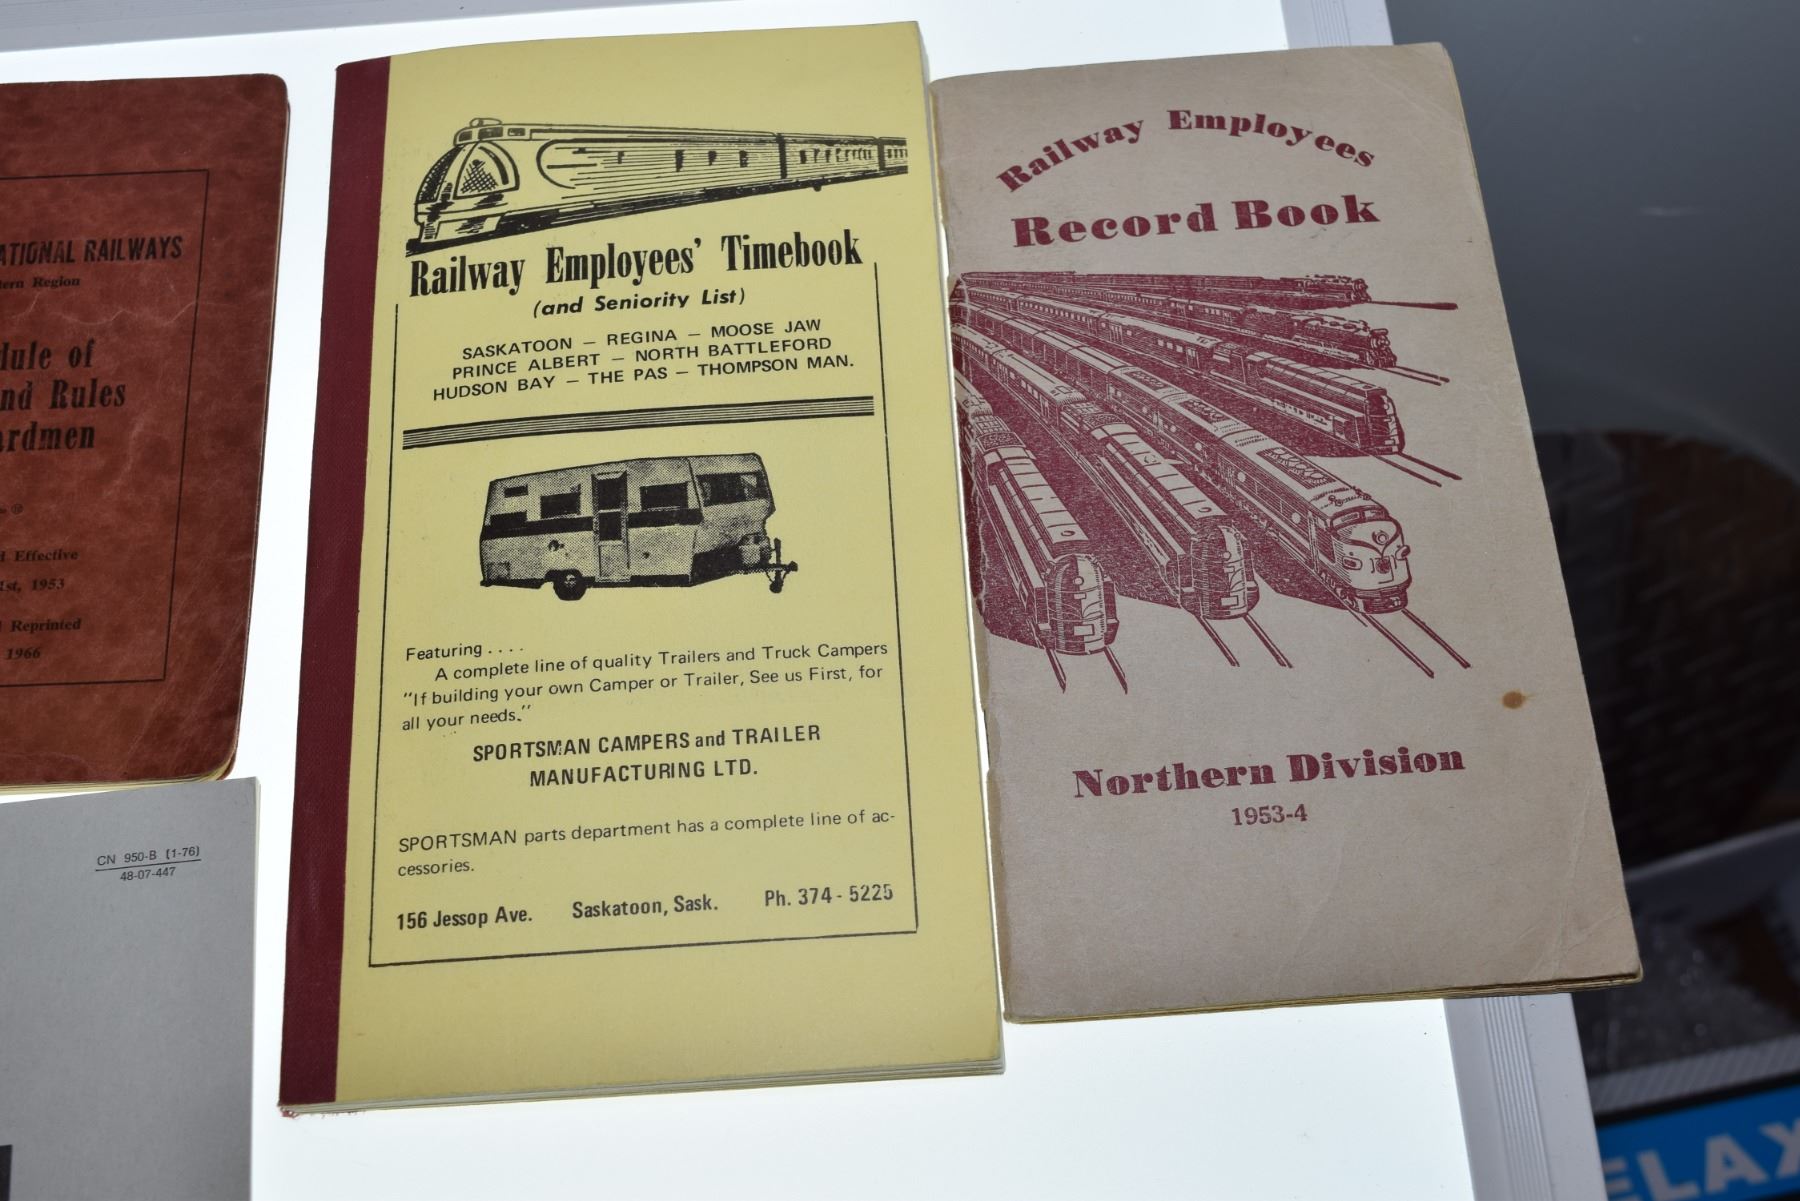 ATIONAL RAILWAYS
tern Region
dule of
nd Rules
ardmen
d Effective
1st, 1953
d Reprinted
1966
CN 950-B (1-76)
48-07-447
Railway Employees' Timebook
(and Seniority List)
SASKATOON — REGINA — MOOSE JAW
PRINCE ALBERT — NORTH BATTLEFORD
HUDSON BAY — THE PAS — THOMPSON MAN.
Featuring . . . .
A complete line of quality Trailers and Truck Campers
"If building your own Camper or Trailer, See us First, for
all your needs."
SPORTSMAN CAMPERS and TRAILER
MANUFACTURING LTD.
SPORTSMAN parts department has a complete line of ac-
cessories.
156 Jessop Ave. Saskatoon, Sask. Ph. 374 - 5225
Railway Employees
Record Book
Northern Division
1953-4
ELAX